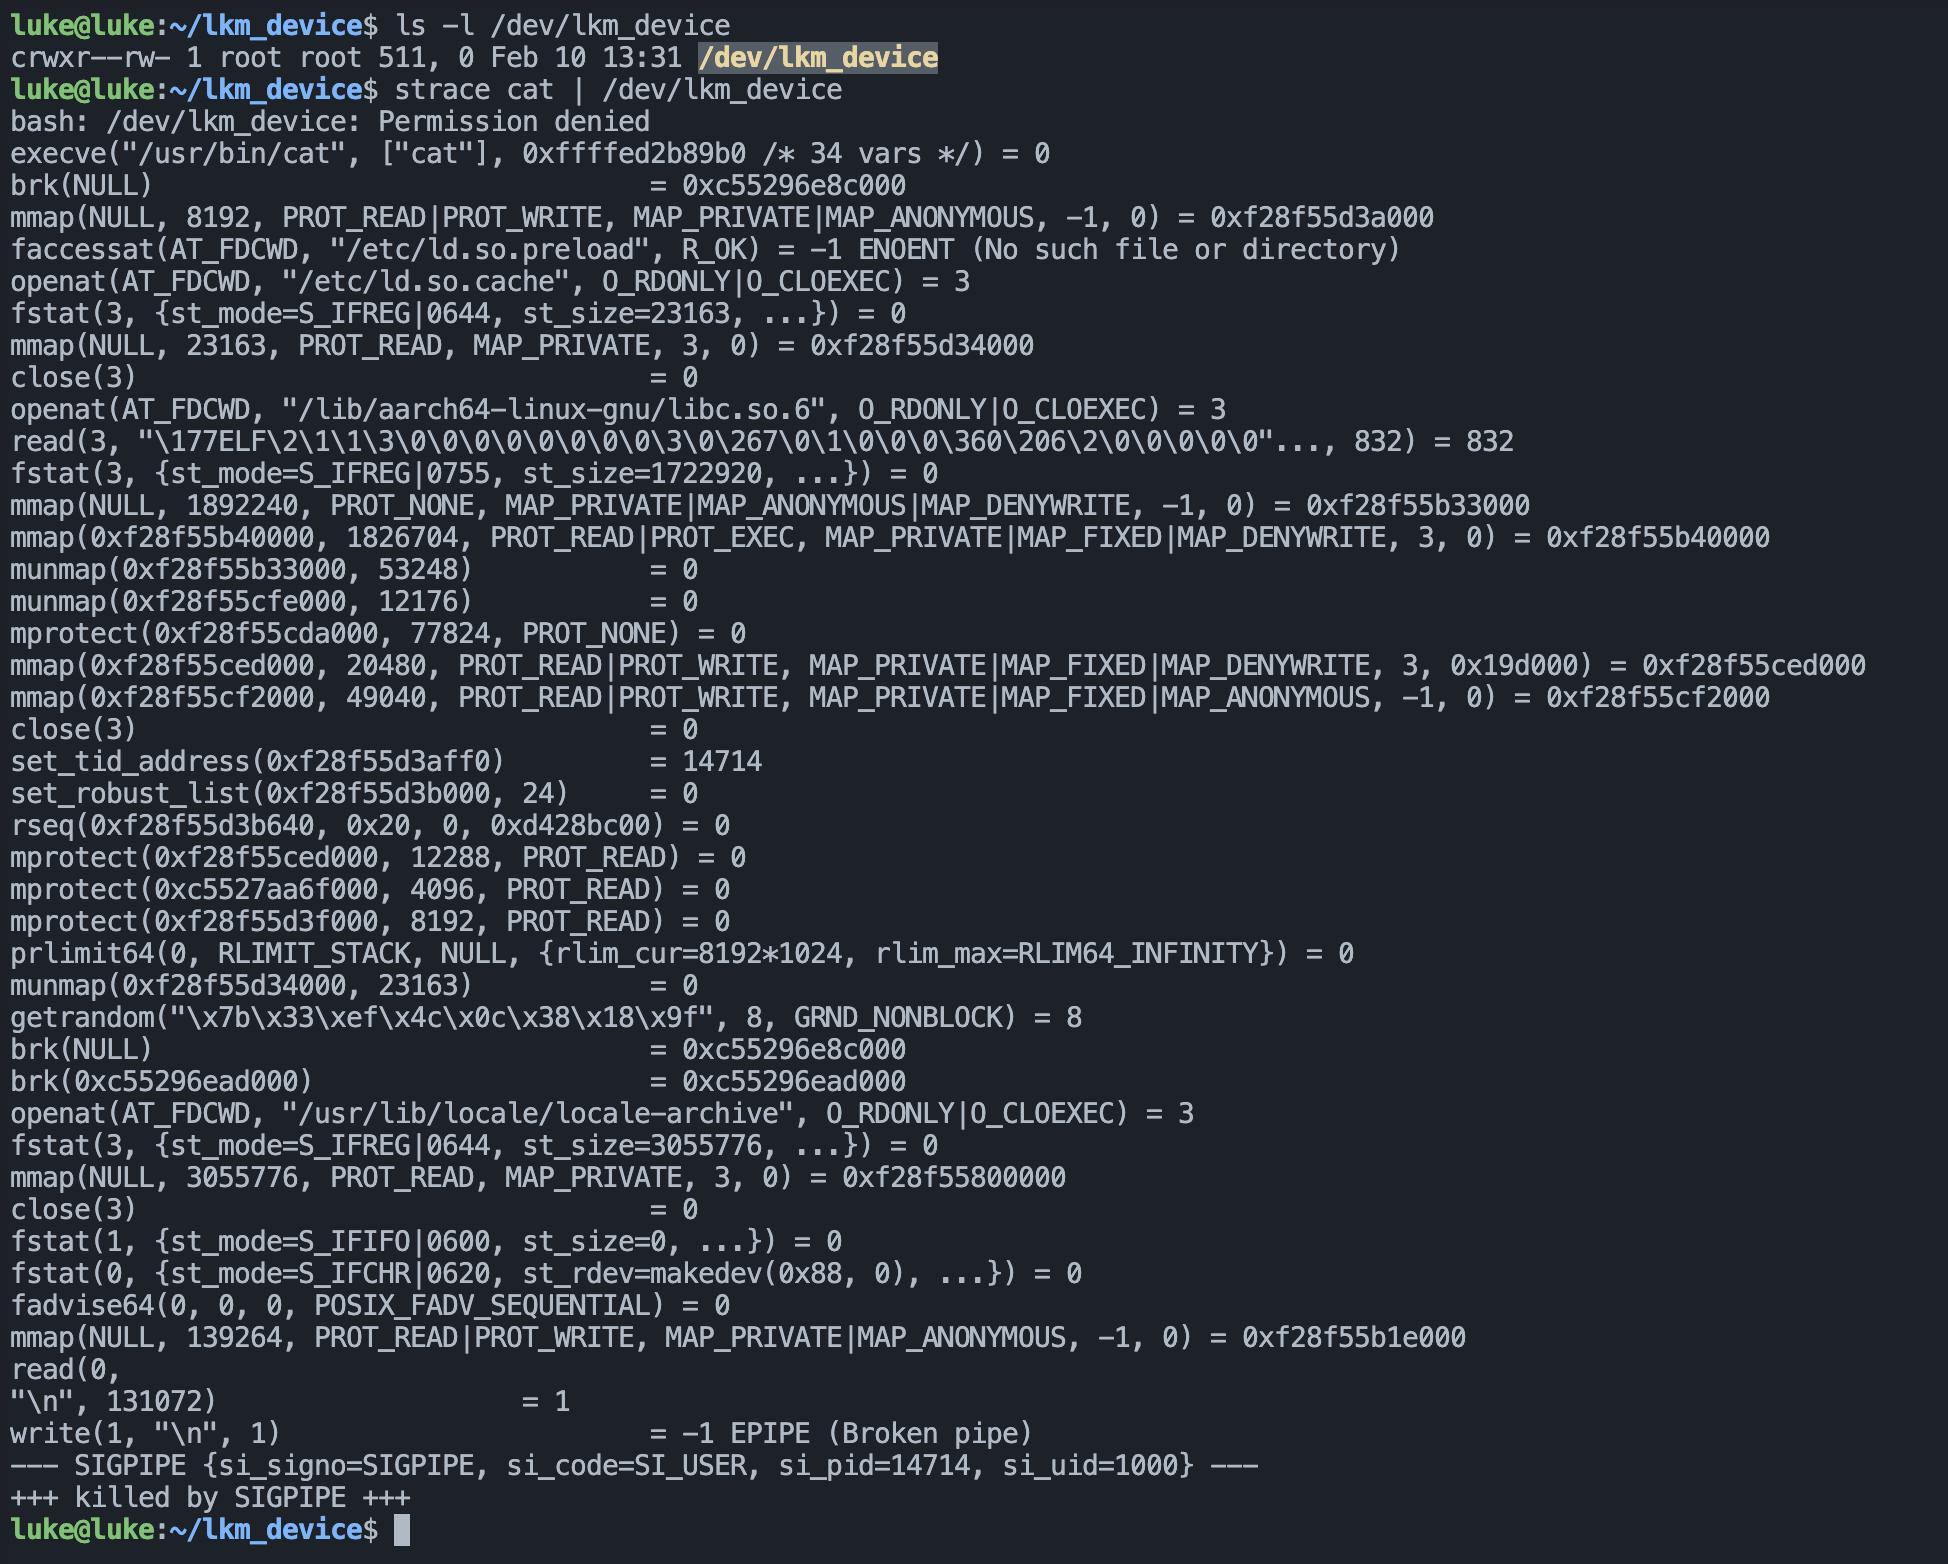 luke@luke:~/lkm_device$ ls -l /dev/lkm_device
crwxr--rw- 1 root root 511, 0 Feb 10 13:31 /dev/lkm_device
luke@luke:~/lkm_device$ strace cat | /dev/lkm_device
bash: /dev/lkm_device: Permission denied
execve("/usr/bin/cat", ["cat"], 0xffffed2b89b0 /* 34 vars */) = 0
brk(NULL)                               = 0xc55296e8c000
mmap(NULL, 8192, PROT_READ|PROT_WRITE, MAP_PRIVATE|MAP_ANONYMOUS, -1, 0) = 0xf28f55d3a000
faccessat(AT_FDCWD, "/etc/ld.so.preload", R_OK) = -1 ENOENT (No such file or directory)
openat(AT_FDCWD, "/etc/ld.so.cache", O_RDONLY|O_CLOEXEC) = 3
fstat(3, {st_mode=S_IFREG|0644, st_size=23163, ...}) = 0
mmap(NULL, 23163, PROT_READ, MAP_PRIVATE, 3, 0) = 0xf28f55d34000
close(3)                                = 0
openat(AT_FDCWD, "/lib/aarch64-linux-gnu/libc.so.6", O_RDONLY|O_CLOEXEC) = 3
read(3, "\177ELF\2\1\1\3\0\0\0\0\0\0\0\0\3\0\267\0\1\0\0\0\360\206\2\0\0\0\0\0"..., 832) = 832
fstat(3, {st_mode=S_IFREG|0755, st_size=1722920, ...}) = 0
mmap(NULL, 1892240, PROT_NONE, MAP_PRIVATE|MAP_ANONYMOUS|MAP_DENYWRITE, -1, 0) = 0xf28f55b33000
mmap(0xf28f55b40000, 1826704, PROT_READ|PROT_EXEC, MAP_PRIVATE|MAP_FIXED|MAP_DENYWRITE, 3, 0) = 0xf28f55b40000
munmap(0xf28f55b33000, 53248)           = 0
munmap(0xf28f55cfe000, 12176)           = 0
mprotect(0xf28f55cda000, 77824, PROT_NONE) = 0
mmap(0xf28f55ced000, 20480, PROT_READ|PROT_WRITE, MAP_PRIVATE|MAP_FIXED|MAP_DENYWRITE, 3, 0x19d000) = 0xf28f55ced000
mmap(0xf28f55cf2000, 49040, PROT_READ|PROT_WRITE, MAP_PRIVATE|MAP_FIXED|MAP_ANONYMOUS, -1, 0) = 0xf28f55cf2000
close(3)                                = 0
set_tid_address(0xf28f55d3aff0)         = 14714
set_robust_list(0xf28f55d3b000, 24)     = 0
rseq(0xf28f55d3b640, 0x20, 0, 0xd428bc00) = 0
mprotect(0xf28f55ced000, 12288, PROT_READ) = 0
mprotect(0xc5527aa6f000, 4096, PROT_READ) = 0
mprotect(0xf28f55d3f000, 8192, PROT_READ) = 0
prlimit64(0, RLIMIT_STACK, NULL, {rlim_cur=8192*1024, rlim_max=RLIM64_INFINITY}) = 0
munmap(0xf28f55d34000, 23163)           = 0
getrandom("\x7b\x33\xef\x4c\x0c\x38\x18\x9f", 8, GRND_NONBLOCK) = 8
brk(NULL)                               = 0xc55296e8c000
brk(0xc55296ead000)                     = 0xc55296ead000
openat(AT_FDCWD, "/usr/lib/locale/locale-archive", O_RDONLY|O_CLOEXEC) = 3
fstat(3, {st_mode=S_IFREG|0644, st_size=3055776, ...}) = 0
mmap(NULL, 3055776, PROT_READ, MAP_PRIVATE, 3, 0) = 0xf28f55800000
close(3)                                = 0
fstat(1, {st_mode=S_IFIFO|0600, st_size=0, ...}) = 0
fstat(0, {st_mode=S_IFCHR|0620, st_rdev=makedev(0x88, 0), ...}) = 0
fadvise64(0, 0, 0, POSIX_FADV_SEQUENTIAL) = 0
mmap(NULL, 139264, PROT_READ|PROT_WRITE, MAP_PRIVATE|MAP_ANONYMOUS, -1, 0) = 0xf28f55b1e000
read(0,
"\n", 131072)                   = 1
write(1, "\n", 1)                       = -1 EPIPE (Broken pipe)
--- SIGPIPE {si_signo=SIGPIPE, si_code=SI_USER, si_pid=14714, si_uid=1000} ---
+++ killed by SIGPIPE +++
luke@luke:~/lkm_device$